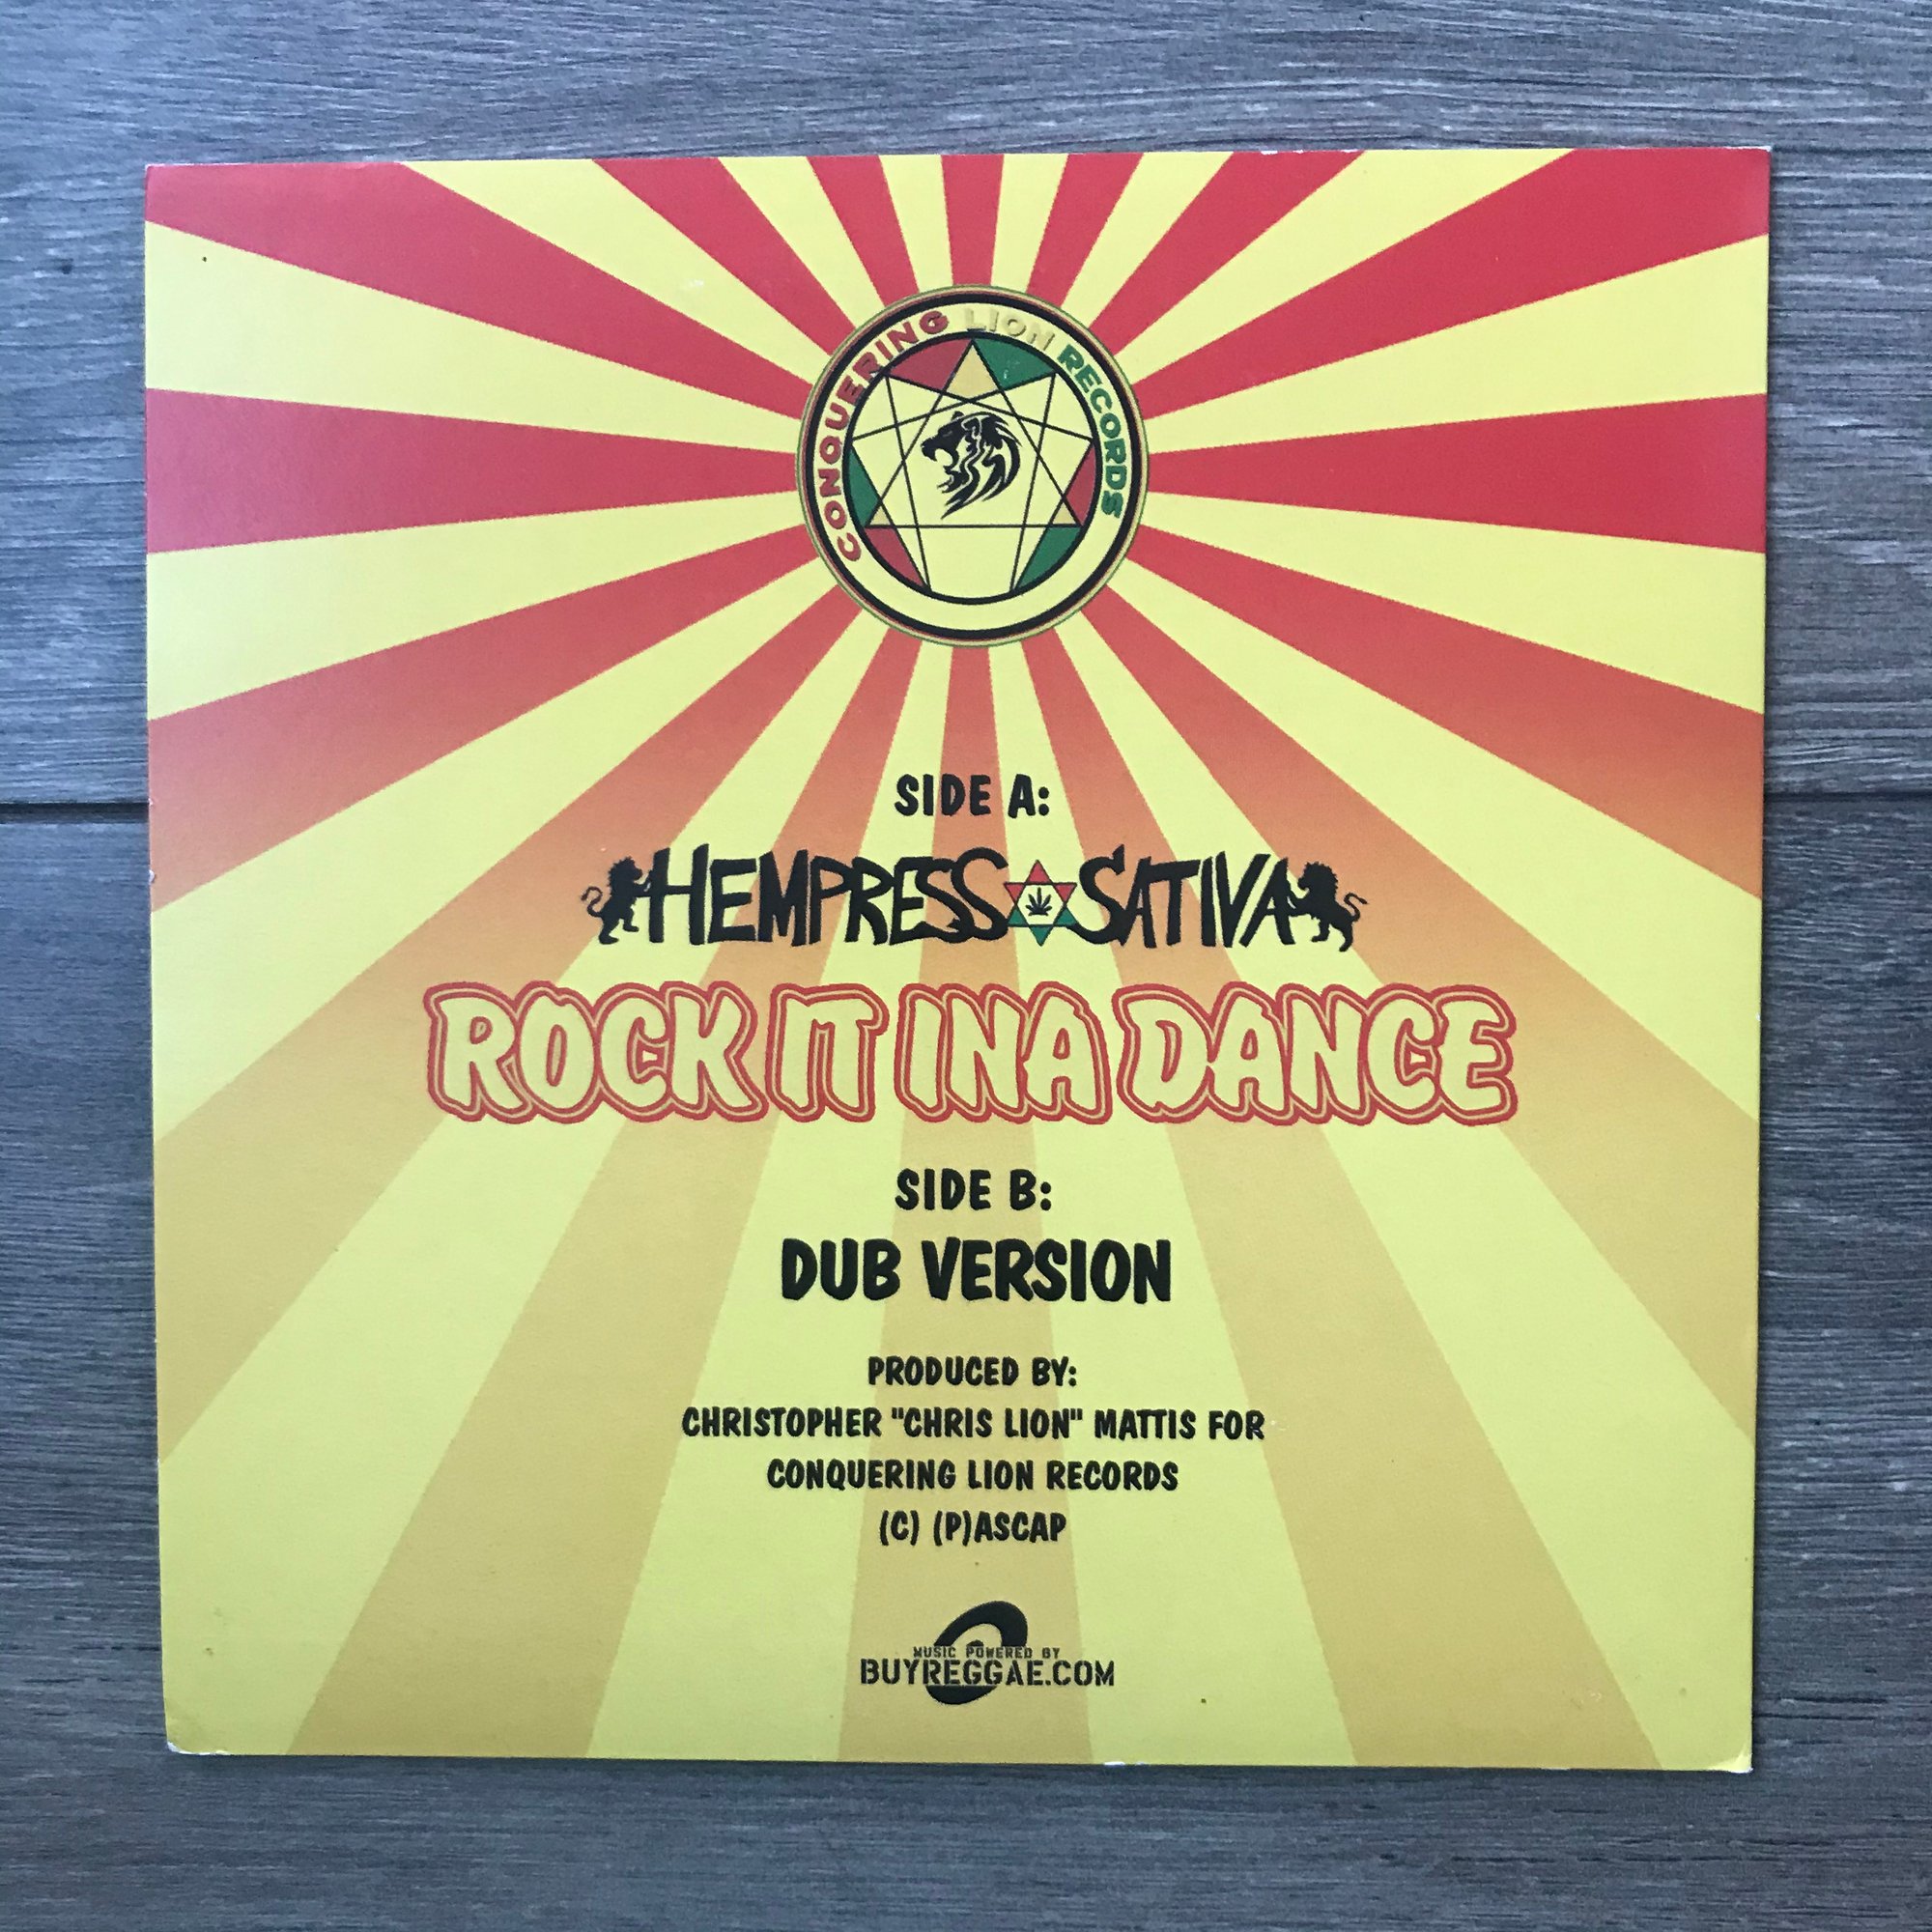 CONQUERING LION RECORDS
SIDE A:
HEMPRESS SATIVA
ROCK IT INA DANCE
SIDE B:
DUB VERSION
PRODUCED BY:
CHRISTOPHER "CHRIS LION" MATTIS FOR
CONQUERING LION RECORDS
(C) (P)ASCAP
MUSIC POWERED BY
BUYREGGAE.COM